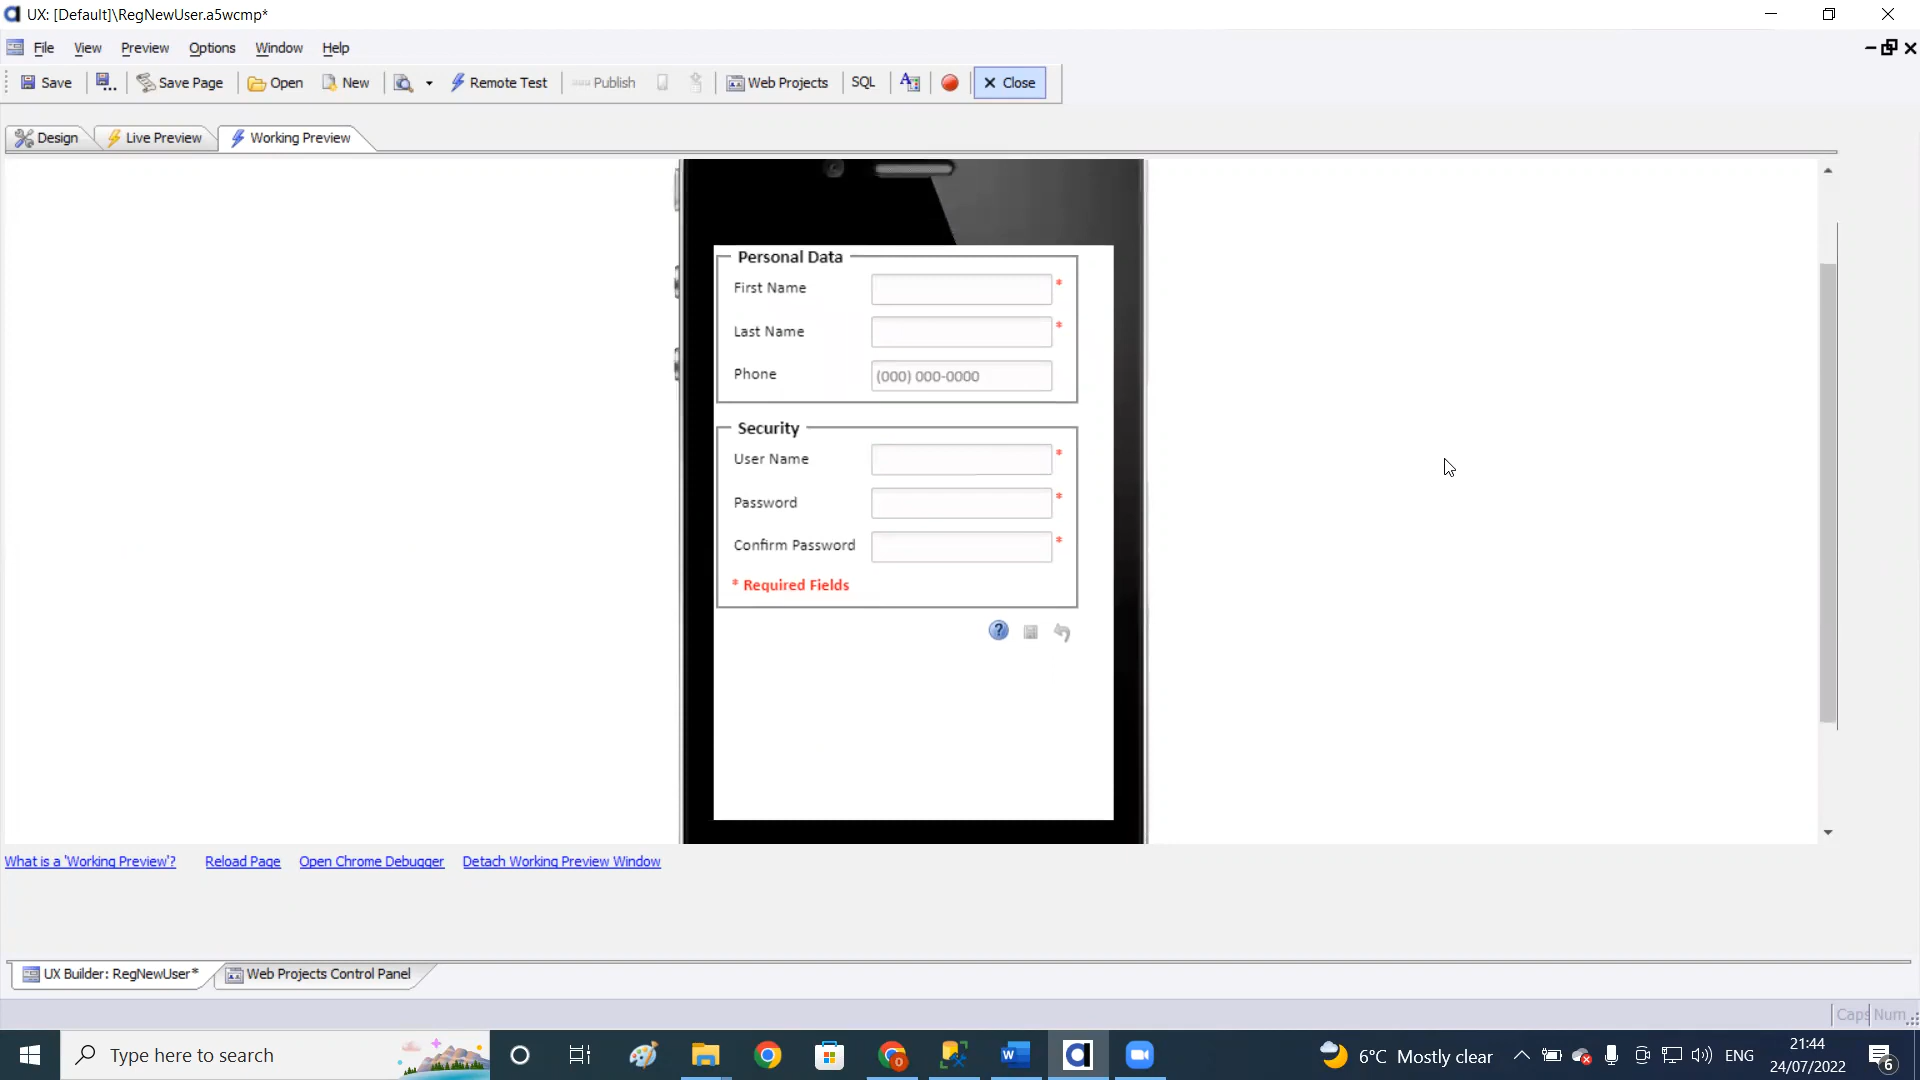 UX: [Default]\RegNewUser.a5wcmp*
File View Preview Options Window Help
Save Save Page Open New Remote Test Publish Web Projects SQL Close
Design Live Preview Working Preview
Personal Data
First Name *
Last Name *
Phone (000) 000-0000
Security
User Name *
Password *
Confirm Password *
* Required Fields
?
What is a 'Working Preview'? Reload Page Open Chrome Debugger Detach Working Preview Window
UX Builder: RegNewUser* Web Projects Control Panel
Caps Num
Type here to search 6°C Mostly clear ENG 21:44
24/07/2022 6